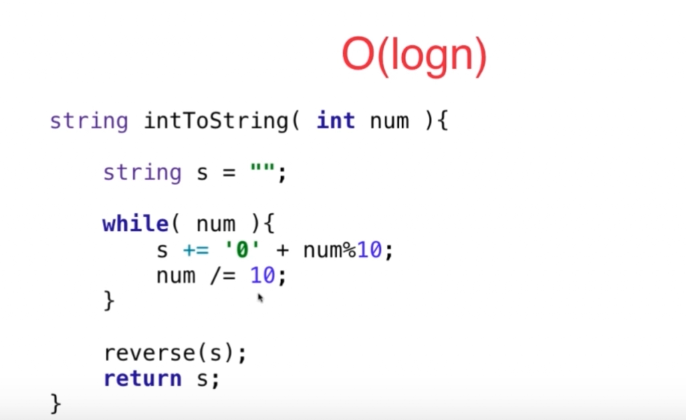 O(logn)
string intToString( int num ){
string s = "";
while( num ){
s += '0' + num%10;
num /= 10;
}
reverse(s);
return s;
}